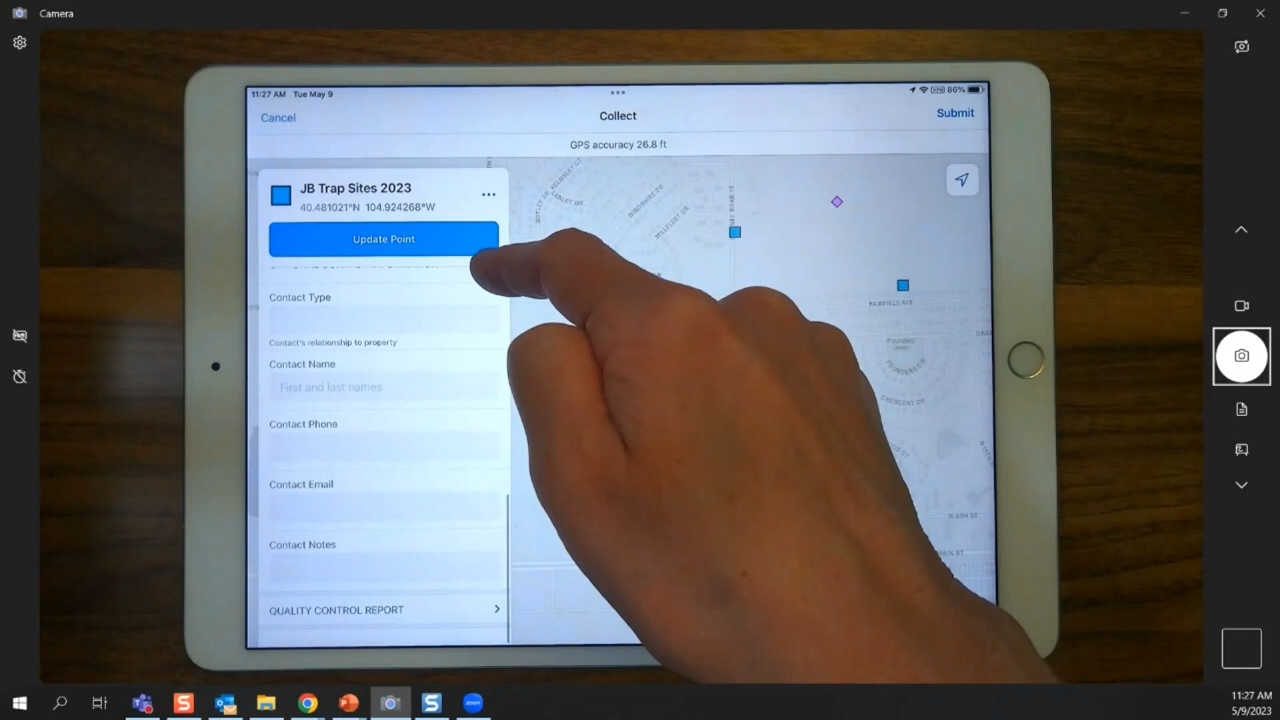 Camera
11:27 AM Tue May 9
86%
Cancel
Collect
Submit
GPS accuracy 26.8 ft
JB Trap Sites 2023
40.481021°N 104.924268°W
Update Point
Contact Type
Contact's relationship to property
Contact Name
First and last names
Contact Phone
Contact Email
Contact Notes
QUALITY CONTROL REPORT
FAIRFIELD AVE
CRESCENT DR
11:27 AM
5/9/2023